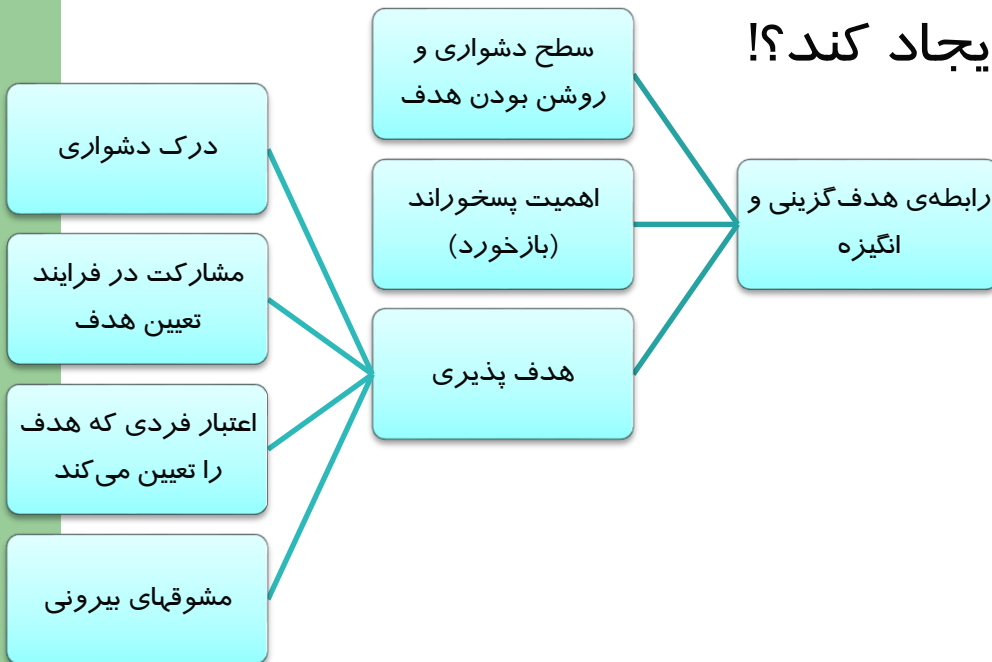 یجاد کند؟!
رابطه‌ی هدف‌گزینی و
انگیزه
سطح دشواری و
روشن بودن هدف
اهمیت پسخوراند
(بازخورد)
هدف پذیری
درک دشواری
مشارکت در فرایند
تعیین هدف
اعتبار فردی که هدف
را تعیین می‌کند
مشوقهای بیرونی